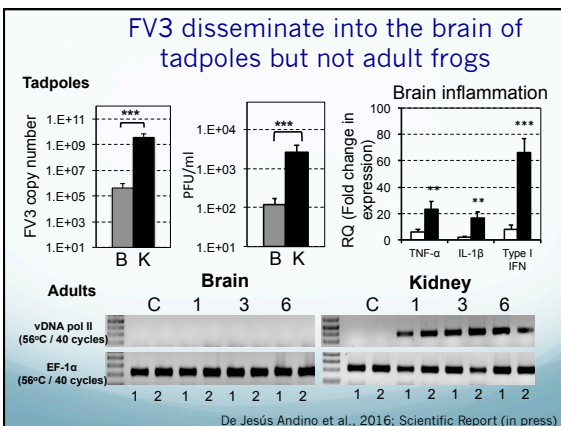 FV3 disseminate into the brain of
tadpoles but not adult frogs
Tadpoles
FV3 copy number
1.E+11
1.E+09
1.E+07
1.E+05
1.E+03
1.E+01
***
B K
PFU/ml
1.E+04
1.E+03
1.E+02
1.E+01
***
B K
Brain inflammation
RQ (Fold change in
expression)
100
80
60
40
20
0
**
**
***
TNF-α IL-1β Type I
IFN
Adults
Brain
Kidney
C 1 3 6
C 1 3 6
vDNA pol II
(56ºC / 40 cycles)
EF-1α
(56ºC / 40 cycles)
1 2 1 2 1 2 1 2
1 2 1 2 1 2 1 2
De Jesús Andino et al., 2016; Scientific Report (in press)